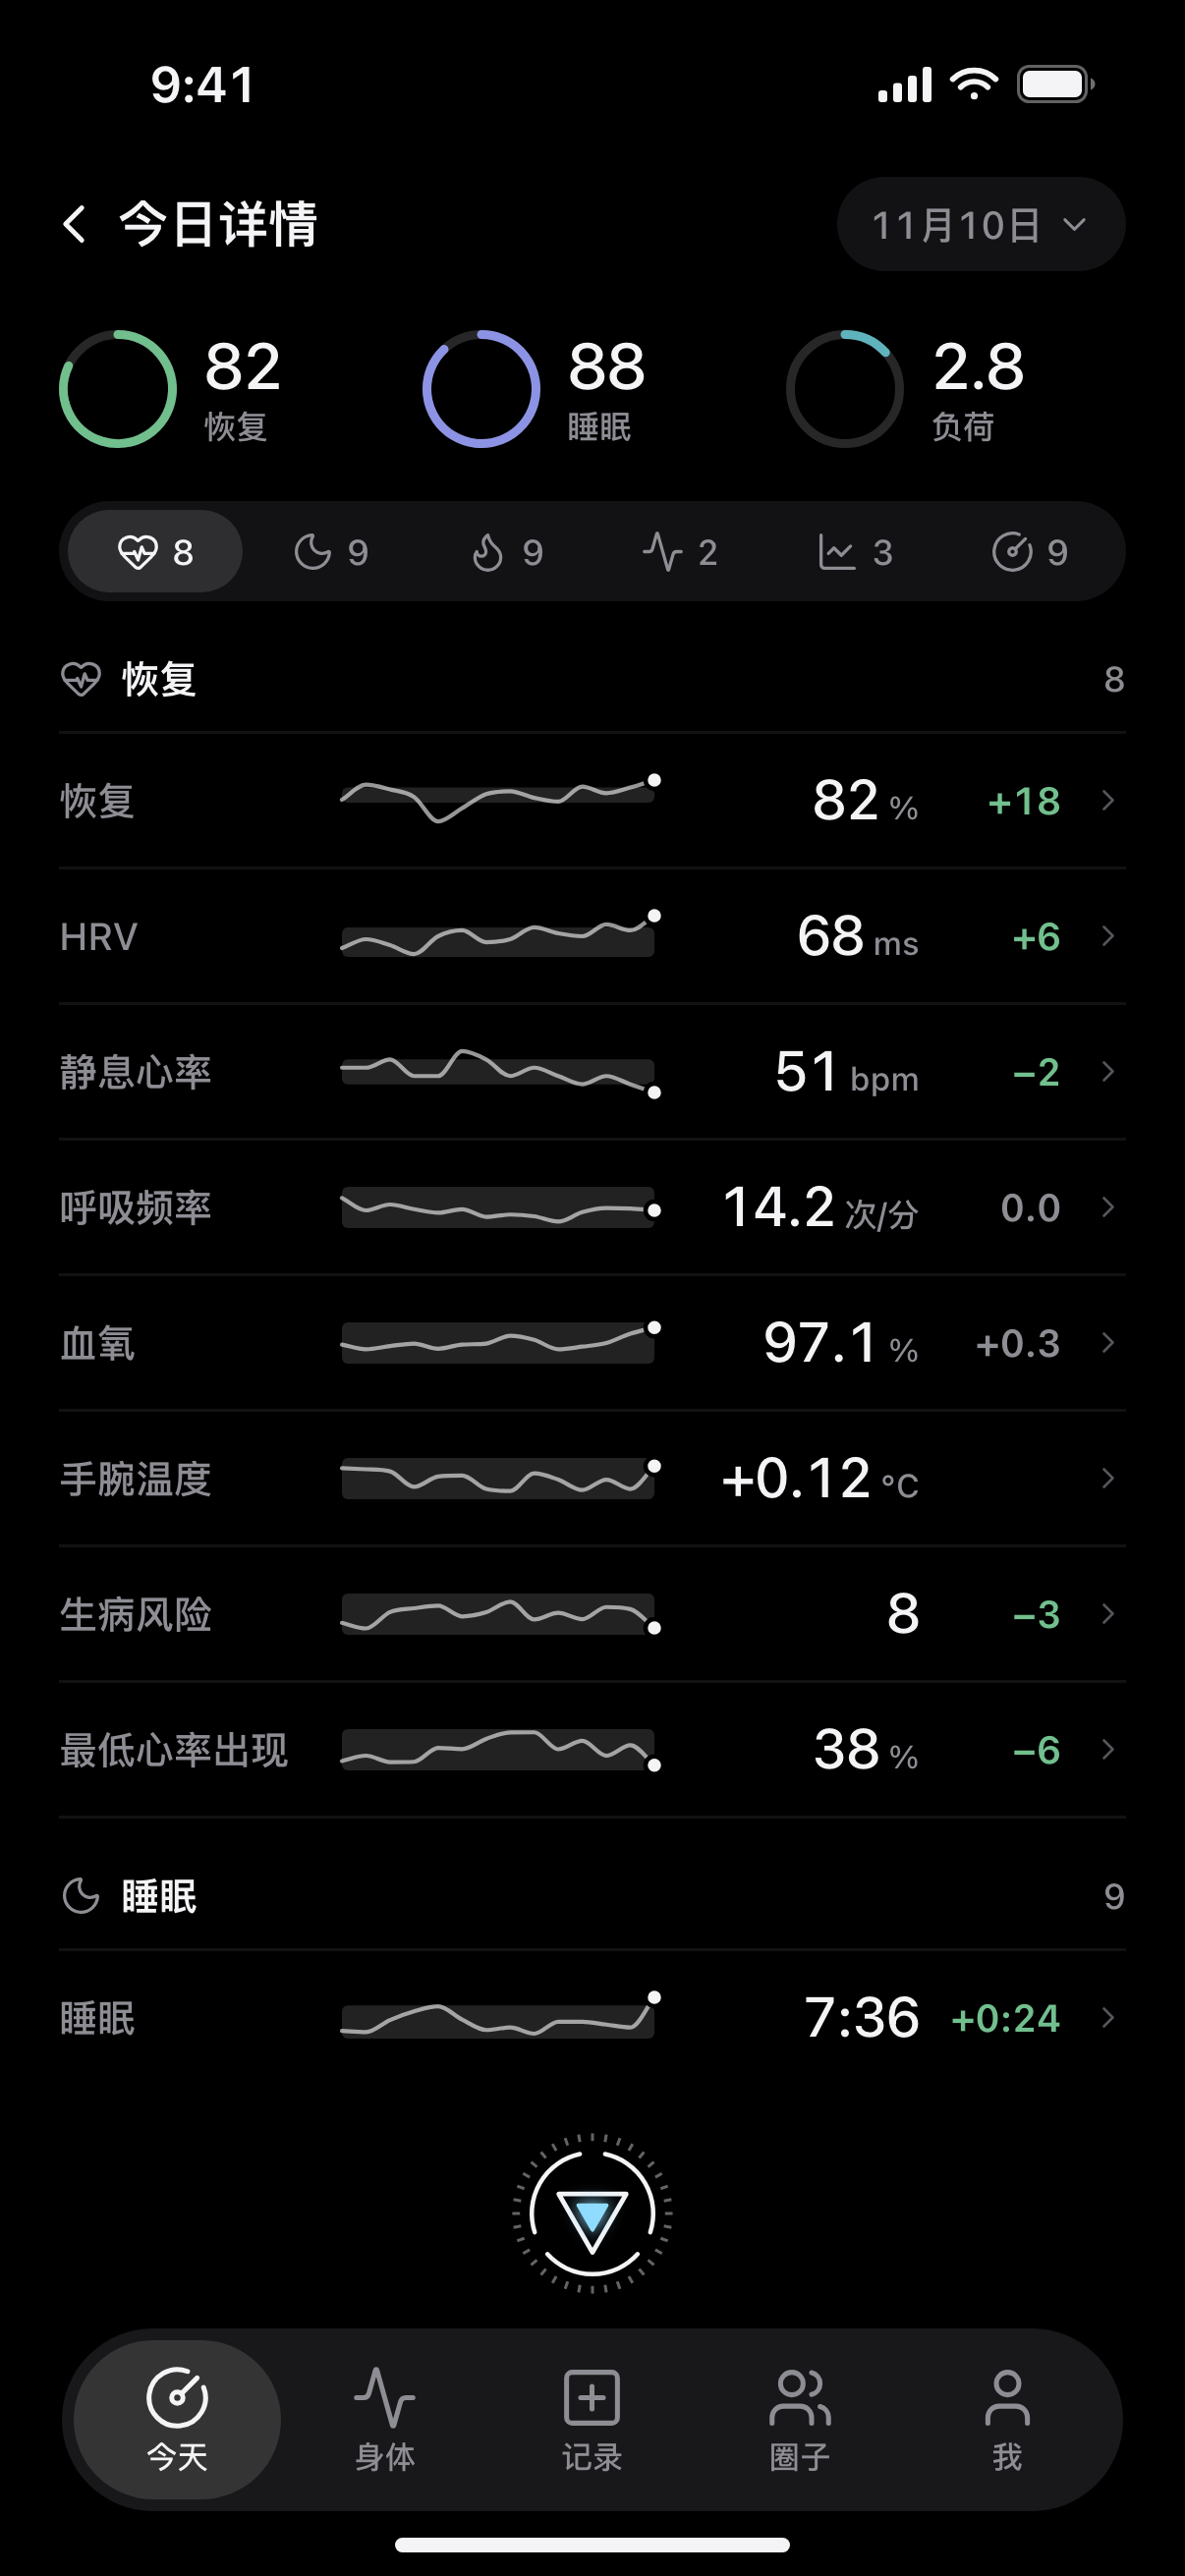 9:41
今日详情
11月10日
82
恢复
88
睡眠
2.8
负荷
8 9 9 2 3 9
恢复 8
恢复 82 % +18
HRV 68 ms +6
静息心率 51 bpm −2
呼吸频率 14.2 次/分 0.0
血氧 97.1 % +0.3
手腕温度 +0.12 °C
生病风险 8 −3
最低心率出现 38 % −6
睡眠 9
睡眠 7:36 +0:24
今天 身体 记录 圈子 我